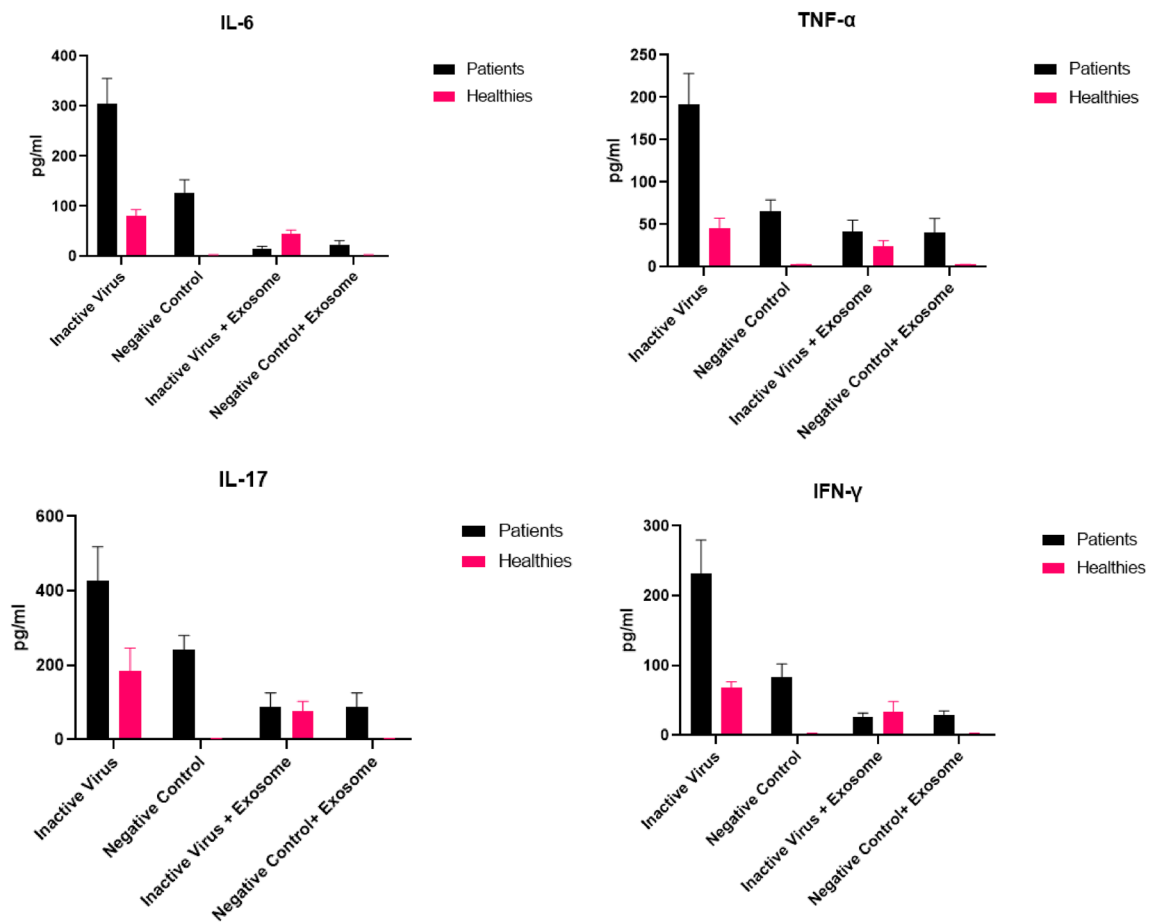 IL-6
400
300
200
100
0
pg/ml
Patients
Healthies
Inactive Virus
Negative Control
Inactive Virus + Exosome
Negative Control+ Exosome
TNF-α
250
200
150
100
50
0
pg/ml
Patients
Healthies
Inactive Virus
Negative Control
Inactive Virus + Exosome
Negative Control+ Exosome
IL-17
600
400
200
0
pg/ml
Patients
Healthies
Inactive Virus
Negative Control
Inactive Virus + Exosome
Negative Control+ Exosome
IFN-γ
300
200
100
0
pg/ml
Patients
Healthies
Inactive Virus
Negative Control
Inactive Virus + Exosome
Negative Control+ Exosome